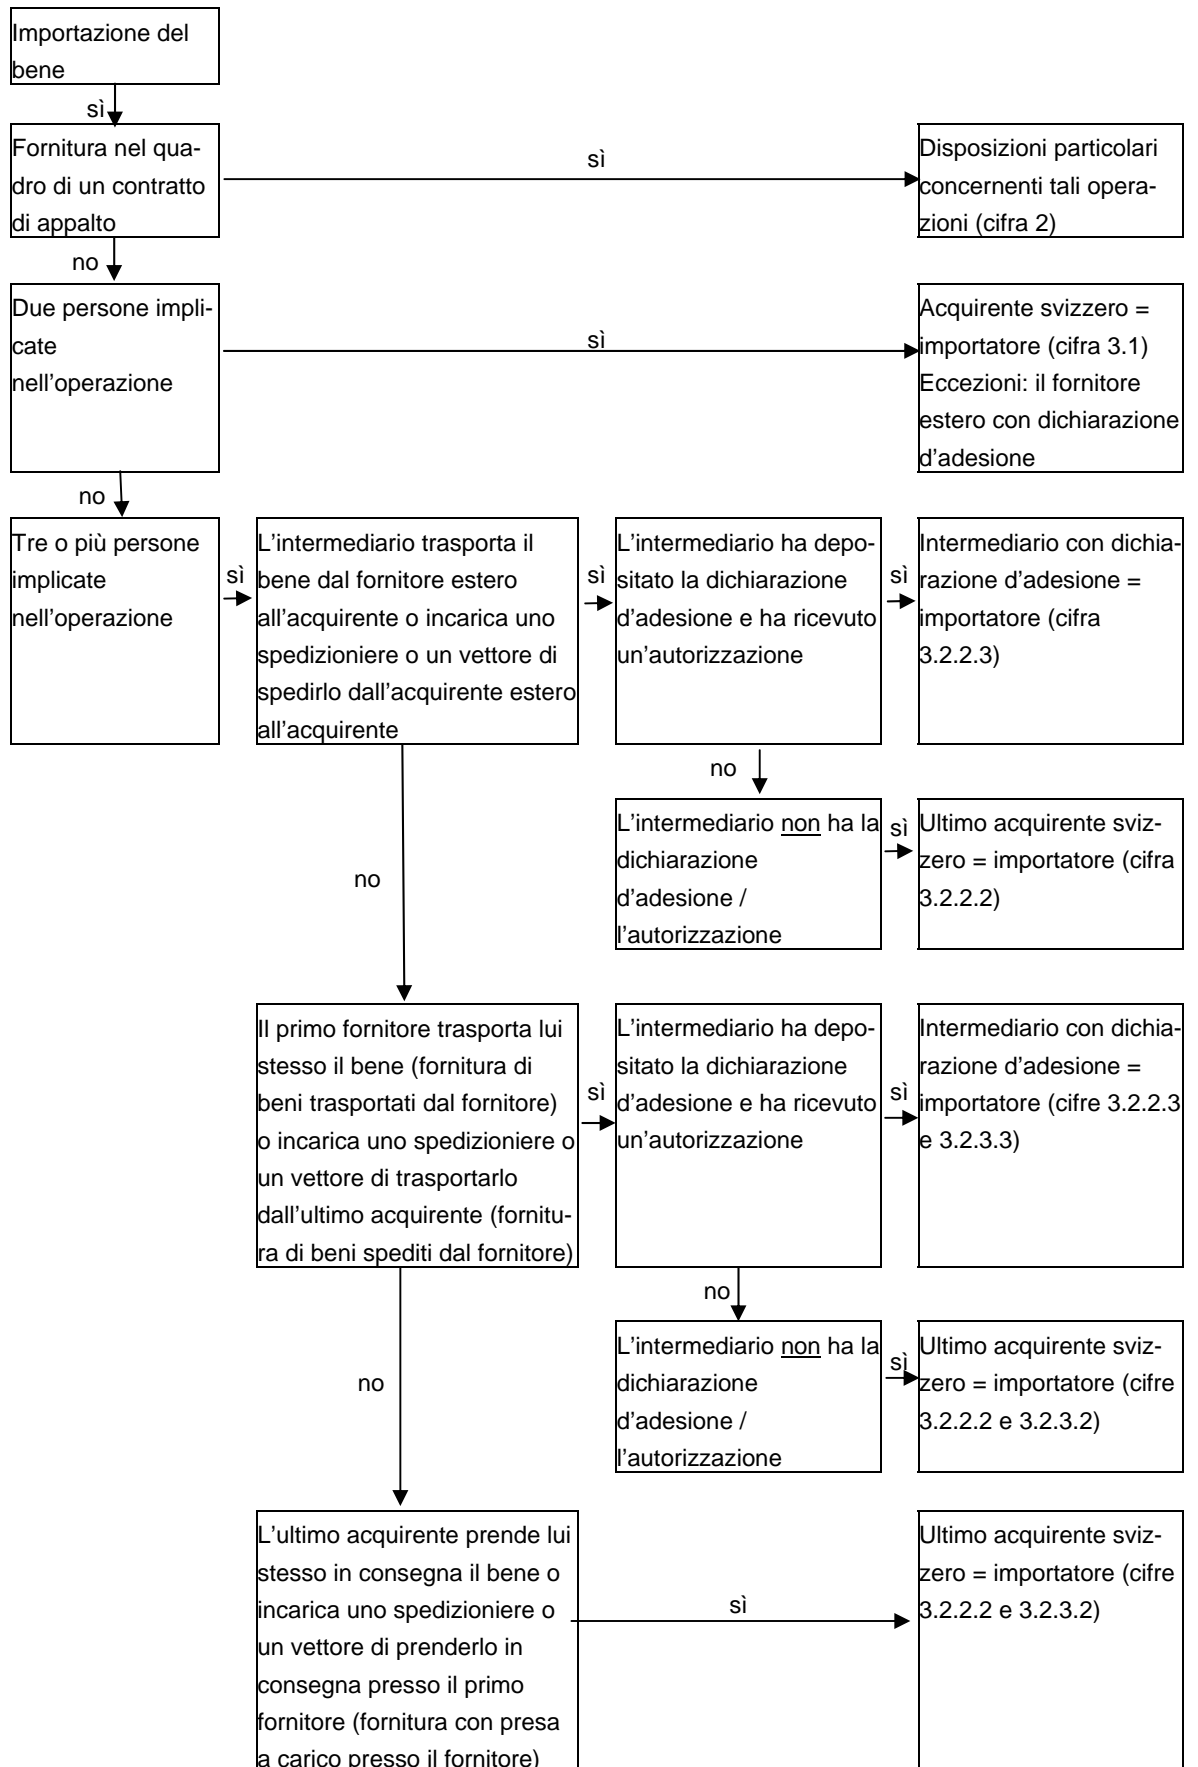 Importazione del
bene
sì
Fornitura nel qua-
dro di un contratto
di appalto
sì
Disposizioni particolari
concernenti tali opera-
zioni (cifra 2)
no
Due persone impli-
cate
nell’operazione
sì
Acquirente svizzero =
importatore (cifra 3.1)
Eccezioni: il fornitore
estero con dichiarazione
d’adesione
no
Tre o più persone
implicate
nell’operazione
sì
L’intermediario trasporta il
bene dal fornitore estero
all’acquirente o incarica uno
spedizioniere o un vettore di
spedirlo dall’acquirente estero
all’acquirente
sì
L’intermediario ha depo-
sitato la dichiarazione
d’adesione e ha ricevuto
un’autorizzazione
sì
Intermediario con dichia-
razione d’adesione =
importatore (cifra
3.2.2.3)
no
L’intermediario non ha la
dichiarazione
d’adesione /
l’autorizzazione
sì
Ultimo acquirente sviz-
zero = importatore (cifra
3.2.2.2)
no
Il primo fornitore trasporta lui
stesso il bene (fornitura di
beni trasportati dal fornitore)
o incarica uno spedizioniere o
un vettore di trasportarlo
dall’ultimo acquirente (fornitu-
ra di beni spediti dal fornitore)
sì
L’intermediario ha depo-
sitato la dichiarazione
d’adesione e ha ricevuto
un’autorizzazione
sì
Intermediario con dichia-
razione d’adesione =
importatore (cifre 3.2.2.3
e 3.2.3.3)
no
L’intermediario non ha la
dichiarazione
d’adesione /
l’autorizzazione
sì
Ultimo acquirente sviz-
zero = importatore (cifre
3.2.2.2 e 3.2.3.2)
no
L’ultimo acquirente prende lui
stesso in consegna il bene o
incarica uno spedizioniere o
un vettore di prenderlo in
consegna presso il primo
fornitore (fornitura con presa
a carico presso il fornitore)
sì
Ultimo acquirente sviz-
zero = importatore (cifre
3.2.2.2 e 3.2.3.2)